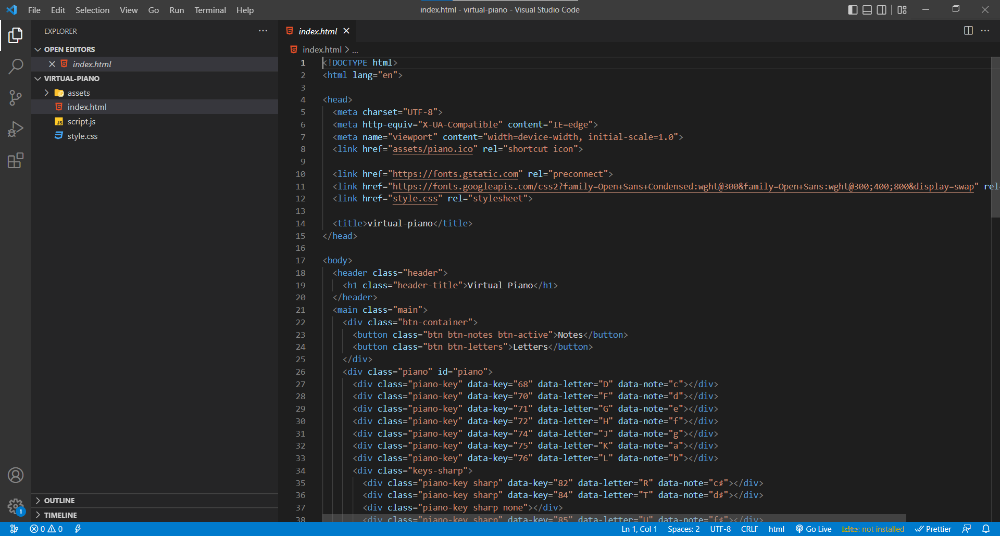 File Edit Selection View Go Run Terminal Help
index.html - virtual-piano - Visual Studio Code
EXPLORER
OPEN EDITORS
index.html
VIRTUAL-PIANO
assets
index.html
script.js
style.css
OUTLINE
TIMELINE
1
index.html
index.html > ...
1 <!DOCTYPE html>
2 <html lang="en">
3
4 <head>
5 <meta charset="UTF-8">
6 <meta http-equiv="X-UA-Compatible" content="IE=edge">
7 <meta name="viewport" content="width=device-width, initial-scale=1.0">
8 <link href="assets/piano.ico" rel="shortcut icon">
9
10 <link href="https://fonts.gstatic.com" rel="preconnect">
11 <link href="https://fonts.googleapis.com/css2?family=Open+Sans+Condensed:wght@300&family=Open+Sans:wght@300;400;800&display=swap" rel
12 <link href="style.css" rel="stylesheet">
13
14 <title>virtual-piano</title>
15 </head>
16
17 <body>
18 <header class="header">
19 <h1 class="header-title">Virtual Piano</h1>
20 </header>
21 <main class="main">
22 <div class="btn-container">
23 <button class="btn btn-notes btn-active">Notes</button>
24 <button class="btn btn-letters">Letters</button>
25 </div>
26 <div class="piano" id="piano">
27 <div class="piano-key" data-key="68" data-letter="D" data-note="c"></div>
28 <div class="piano-key" data-key="70" data-letter="F" data-note="d"></div>
29 <div class="piano-key" data-key="71" data-letter="G" data-note="e"></div>
30 <div class="piano-key" data-key="72" data-letter="H" data-note="f"></div>
31 <div class="piano-key" data-key="74" data-letter="J" data-note="g"></div>
32 <div class="piano-key" data-key="75" data-letter="K" data-note="a"></div>
33 <div class="piano-key" data-key="76" data-letter="L" data-note="b"></div>
34 <div class="keys-sharp">
35 <div class="piano-key sharp" data-key="82" data-letter="R" data-note="c♯"></div>
36 <div class="piano-key sharp" data-key="84" data-letter="T" data-note="d♯"></div>
37 <div class="piano-key sharp none"></div>
38 <div class="piano-key sharp" data-key="85" data-letter="U" data-note="f♯"></div>
0 0
Ln 1, Col 1 Spaces: 2 UTF-8 CRLF html Go Live kite: not installed Prettier